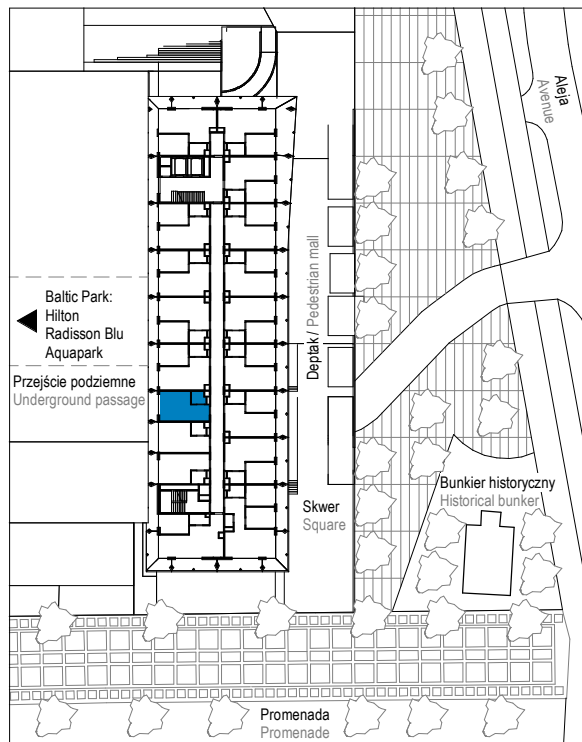 Aleja
Avenue
Baltic Park:
Hilton
Radisson Blu
Aquapark
Deptak / Pedestrian mall
Przejście podziemne
Underground passage
Bunkier historyczny
Historical bunker
Skwer
Square
Promenada
Promenade